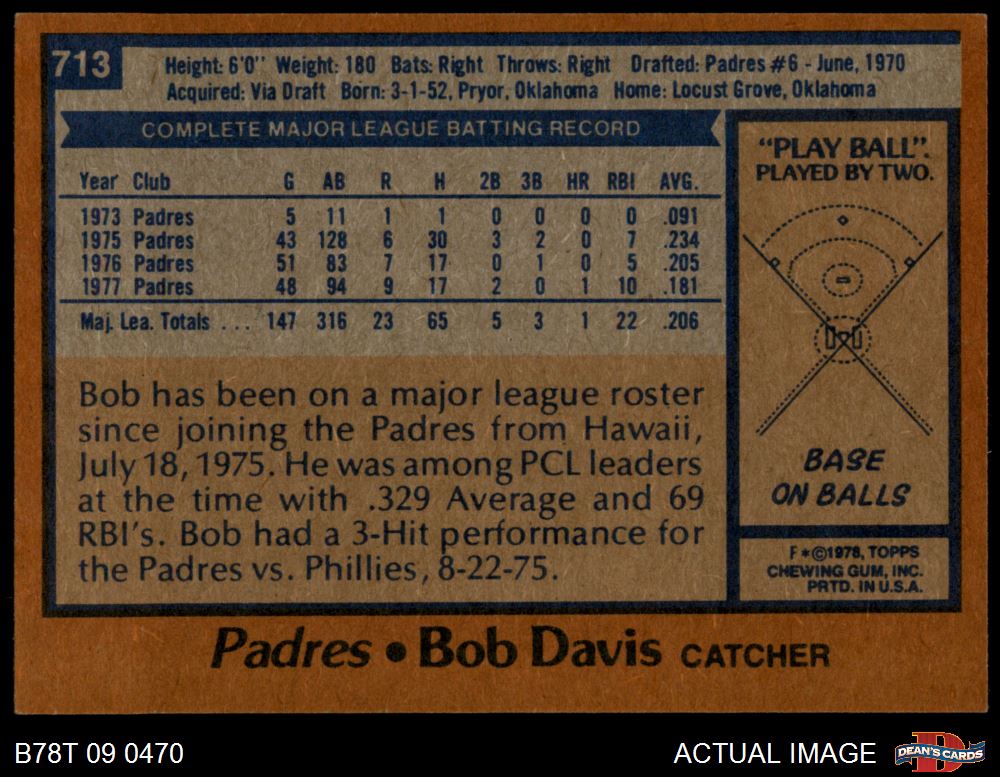 713
Height: 6'0" Weight: 180 Bats: Right Throws: Right Drafted: Padres #6 - June, 1970
Acquired: Via Draft Born: 3-1-52, Pryor, Oklahoma Home: Locust Grove, Oklahoma
COMPLETE MAJOR LEAGUE BATTING RECORD
Year Club G AB R H 2B 3B HR RBI AVG.
1973 Padres 5 11 1 1 0 0 0 0 .091
1975 Padres 43 128 6 30 3 2 0 7 .234
1976 Padres 51 83 7 17 0 1 0 5 .205
1977 Padres 48 94 9 17 2 0 1 10 .181
Maj. Lea. Totals ... 147 316 23 65 5 3 1 22 .206
Bob has been on a major league roster
since joining the Padres from Hawaii,
July 18, 1975. He was among PCL leaders
at the time with .329 Average and 69
RBI's. Bob had a 3-Hit performance for
the Padres vs. Phillies, 8-22-75.
"PLAY BALL".
PLAYED BY TWO.
BASE
ON BALLS
F*©1978, TOPPS
CHEWING GUM, INC.
PRTD. IN U.S.A.
Padres • Bob Davis CATCHER
B78T 09 0470
ACTUAL IMAGE
DEAN'S CARDS